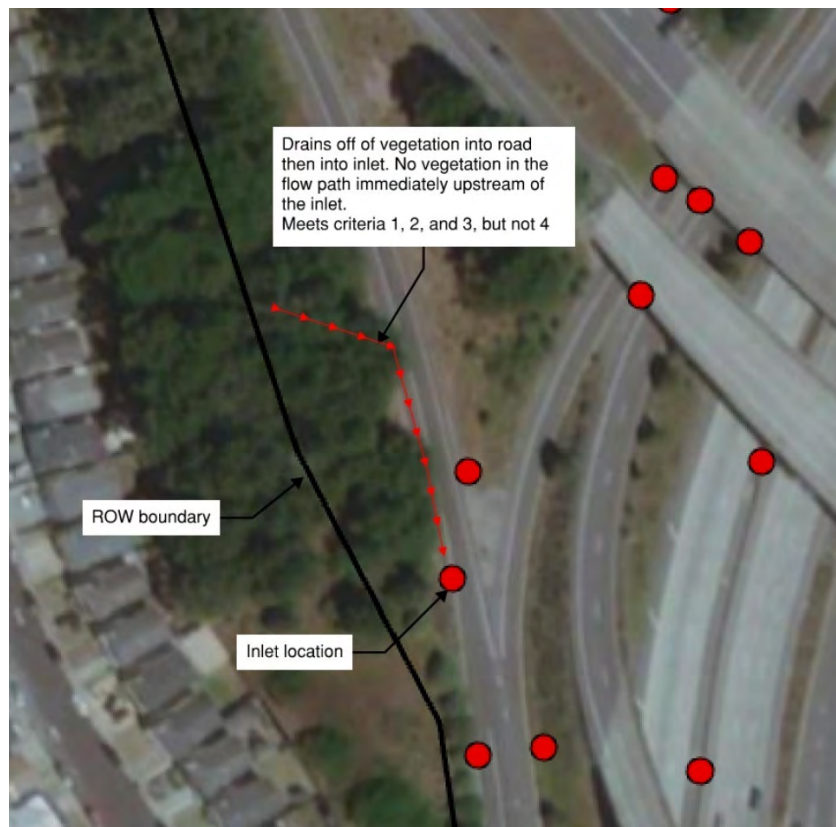 Drains off of vegetation into road
then into inlet. No vegetation in the
flow path immediately upstream of
the inlet.
Meets criteria 1, 2, and 3, but not 4
ROW boundary
Inlet location